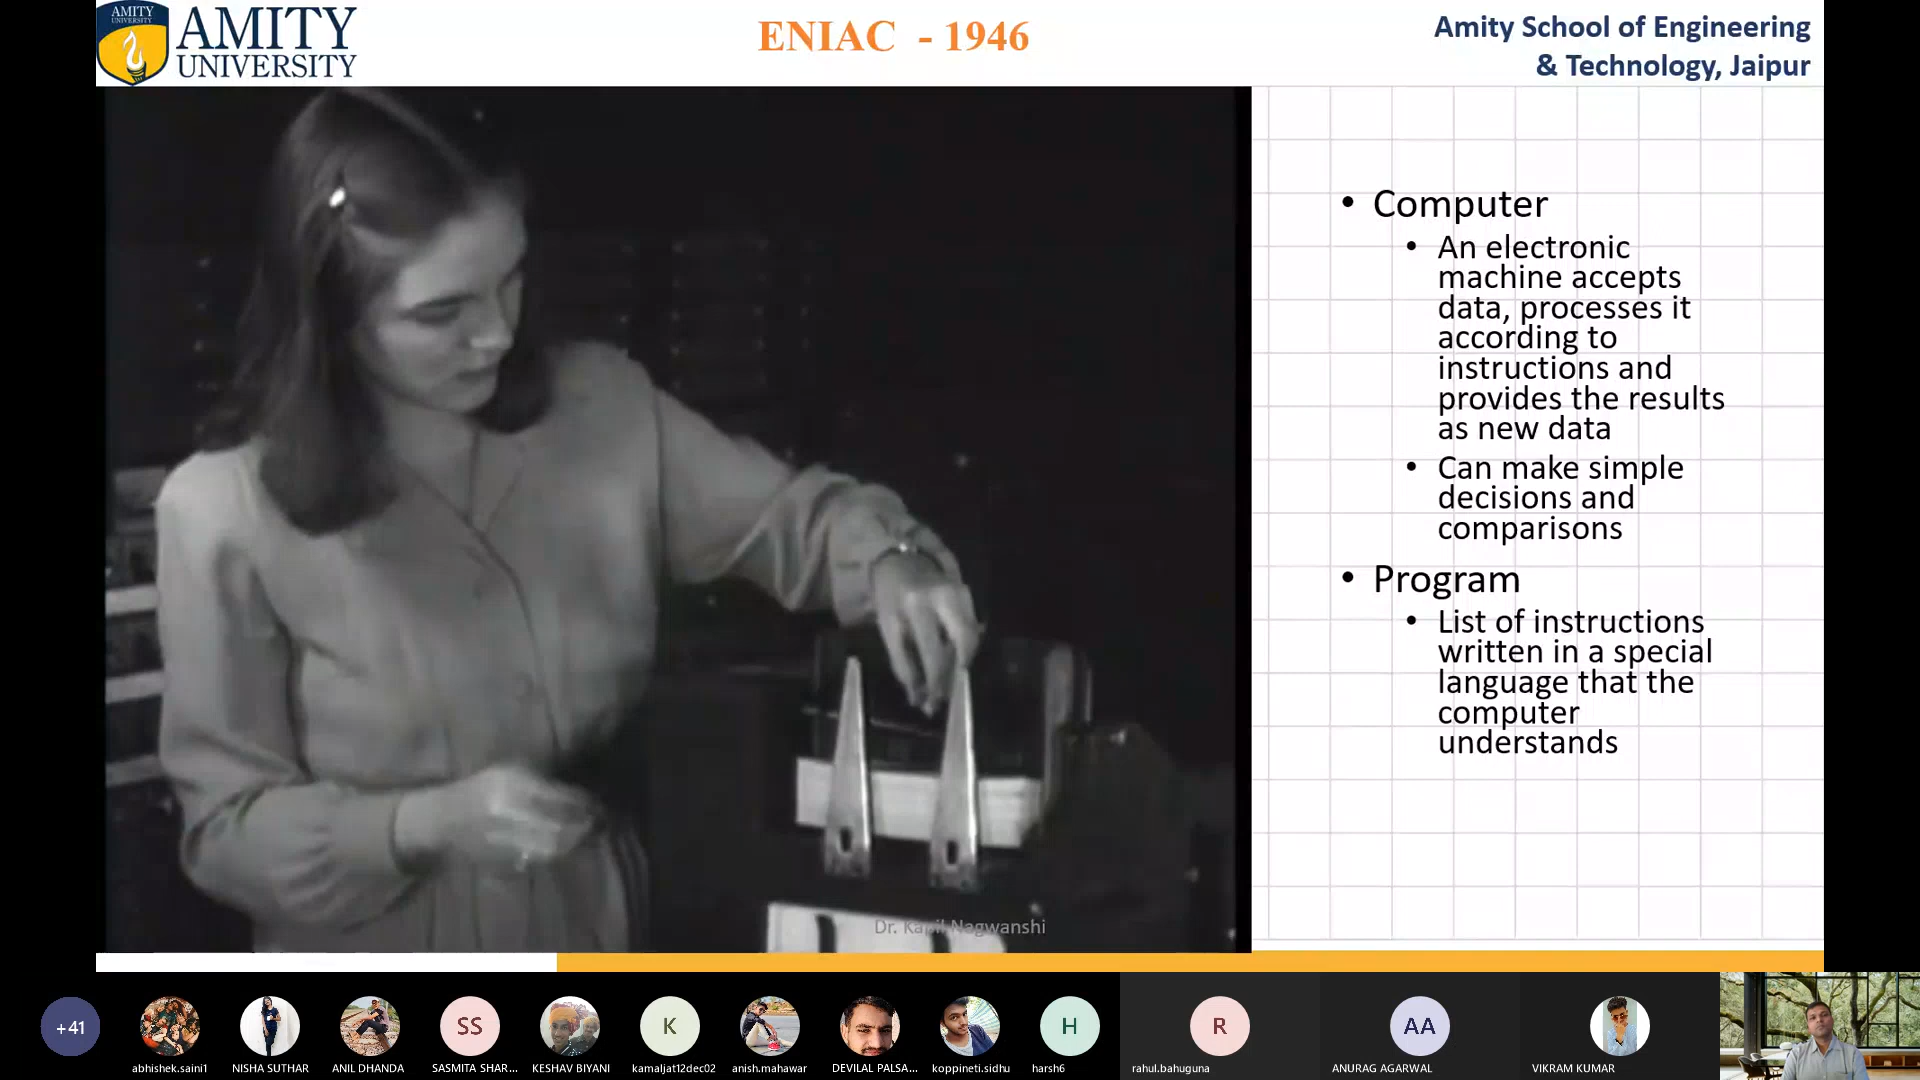 AMITY
UNIVERSITY
AMITY
UNIVERSITY
ENIAC - 1946
Amity School of Engineering
& Technology, Jaipur
• Computer
• An electronic
machine accepts
data, processes it
according to
instructions and
provides the results
as new data
• Can make simple
decisions and
comparisons
• Program
• List of instructions
written in a special
language that the
computer
understands
Dr. Kapil Nagwanshi
+41
SS
K
H
R
AA
abhishek.saini1
NISHA SUTHAR
ANIL DHANDA
SASMITA SHAR...
KESHAV BIYANI
kamaljat12dec02
anish.mahawar
DEVILAL PALSA...
koppineti.sidhu
harsh6
rahul.bahuguna
ANURAG AGARWAL
VIKRAM KUMAR